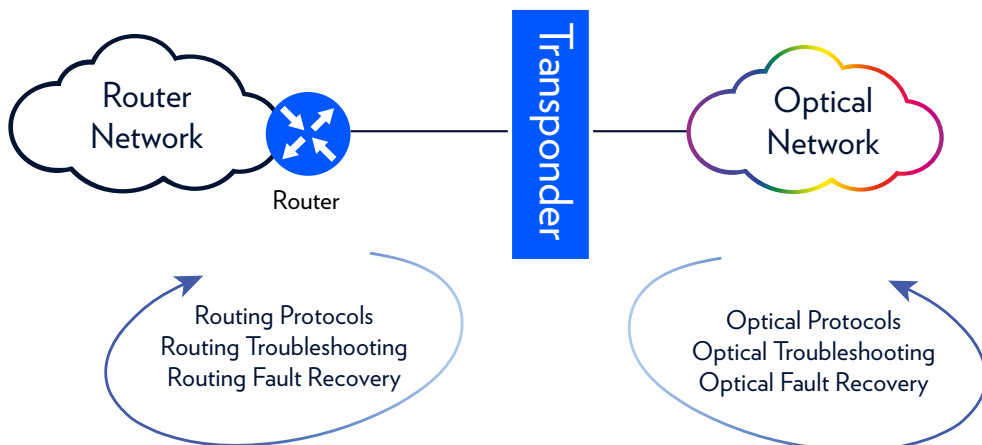 Router
Network
Router
Transponder
Optical
Network
Routing Protocols
Routing Troubleshooting
Routing Fault Recovery
Optical Protocols
Optical Troubleshooting
Optical Fault Recovery